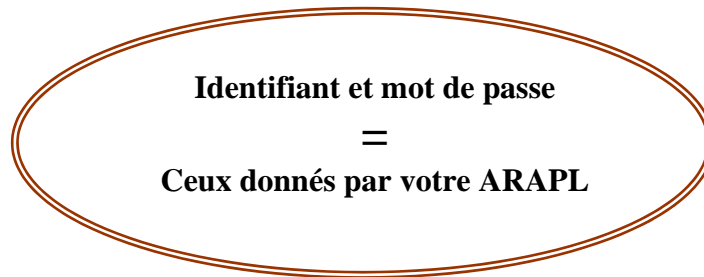 Identifiant et mot de passe
=
Ceux donnés par votre ARAPL